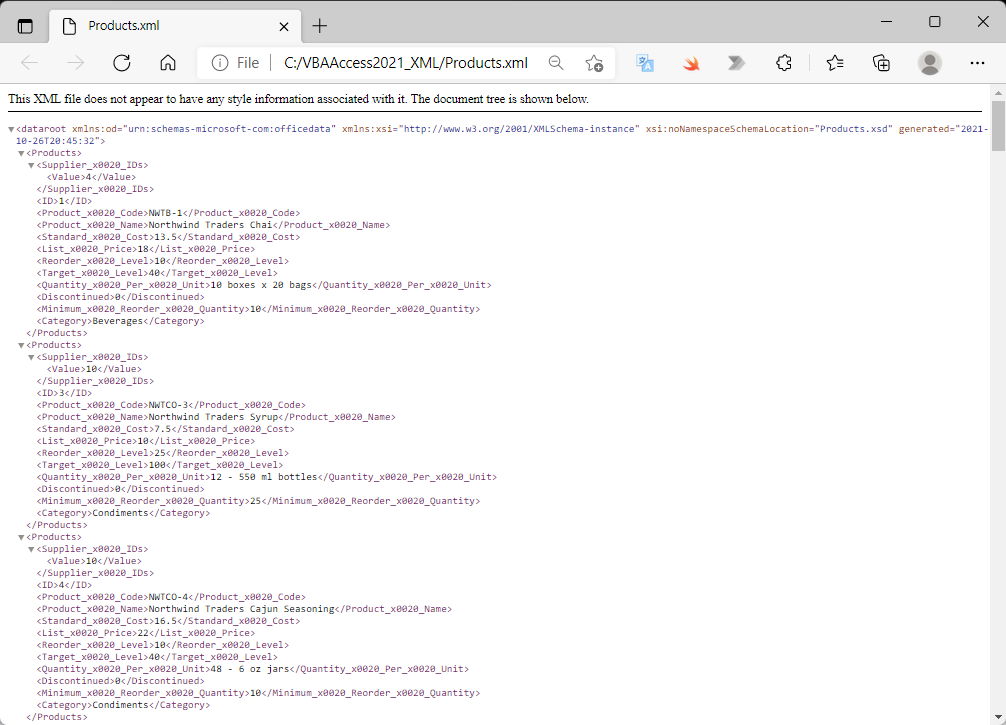 Products.xml
File
C:/VBAAccess2021_XML/Products.xml
This XML file does not appear to have any style information associated with it. The document tree is shown below.
<dataroot xmlns:od="urn:schemas-microsoft-com:officedata" xmlns:xsi="http://www.w3.org/2001/XMLSchema-instance" xsi:noNamespaceSchemaLocation="Products.xsd" generated="2021-
10-26T20:45:32">
<Products>
<Supplier_x0020_IDs>
<Value>4</Value>
</Supplier_x0020_IDs>
<ID>1</ID>
<Product_x0020_Code>NWTB-1</Product_x0020_Code>
<Product_x0020_Name>Northwind Traders Chai</Product_x0020_Name>
<Standard_x0020_Cost>13.5</Standard_x0020_Cost>
<List_x0020_Price>18</List_x0020_Price>
<Reorder_x0020_Level>10</Reorder_x0020_Level>
<Target_x0020_Level>40</Target_x0020_Level>
<Quantity_x0020_Per_x0020_Unit>10 boxes x 20 bags</Quantity_x0020_Per_x0020_Unit>
<Discontinued>0</Discontinued>
<Minimum_x0020_Reorder_x0020_Quantity>10</Minimum_x0020_Reorder_x0020_Quantity>
<Category>Beverages</Category>
</Products>
<Products>
<Supplier_x0020_IDs>
<Value>10</Value>
</Supplier_x0020_IDs>
<ID>3</ID>
<Product_x0020_Code>NWTCO-3</Product_x0020_Code>
<Product_x0020_Name>Northwind Traders Syrup</Product_x0020_Name>
<Standard_x0020_Cost>7.5</Standard_x0020_Cost>
<List_x0020_Price>10</List_x0020_Price>
<Reorder_x0020_Level>25</Reorder_x0020_Level>
<Target_x0020_Level>100</Target_x0020_Level>
<Quantity_x0020_Per_x0020_Unit>12 - 550 ml bottles</Quantity_x0020_Per_x0020_Unit>
<Discontinued>0</Discontinued>
<Minimum_x0020_Reorder_x0020_Quantity>25</Minimum_x0020_Reorder_x0020_Quantity>
<Category>Condiments</Category>
</Products>
<Products>
<Supplier_x0020_IDs>
<Value>10</Value>
</Supplier_x0020_IDs>
<ID>4</ID>
<Product_x0020_Code>NWTCO-4</Product_x0020_Code>
<Product_x0020_Name>Northwind Traders Cajun Seasoning</Product_x0020_Name>
<Standard_x0020_Cost>16.5</Standard_x0020_Cost>
<List_x0020_Price>22</List_x0020_Price>
<Reorder_x0020_Level>10</Reorder_x0020_Level>
<Target_x0020_Level>40</Target_x0020_Level>
<Quantity_x0020_Per_x0020_Unit>48 - 6 oz jars</Quantity_x0020_Per_x0020_Unit>
<Discontinued>0</Discontinued>
<Minimum_x0020_Reorder_x0020_Quantity>10</Minimum_x0020_Reorder_x0020_Quantity>
<Category>Condiments</Category>
</Products>